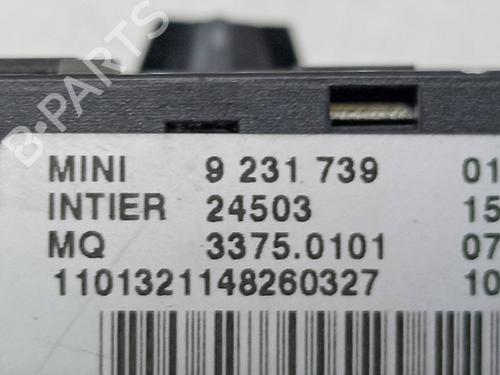 B-PARTS
MINI 9 231 739 01
INTIER 24503 15
MQ 3375.0101 07
1101321148260327 10